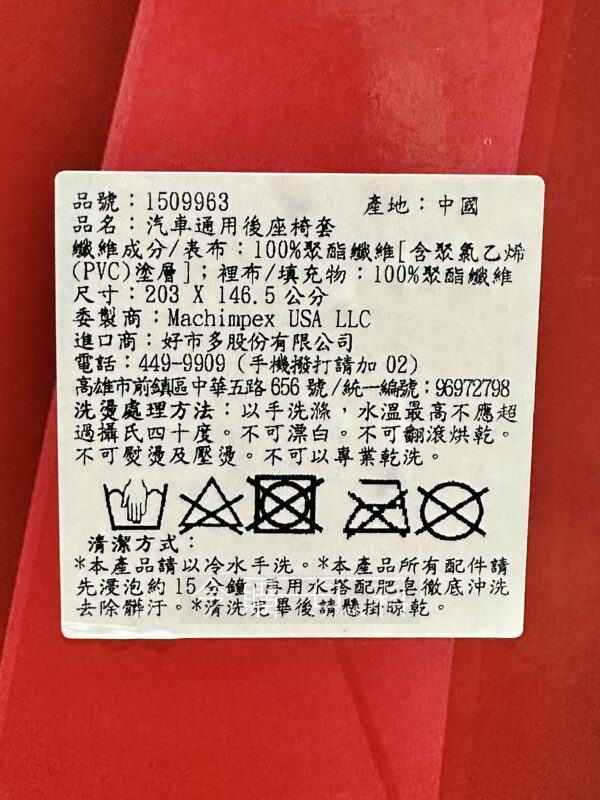 品號：1509963 產地：中國
品名：汽車通用後座椅套
纖維成分/表布：100%聚酯纖維[含聚氯乙烯
(PVC)塗層]；裡布/填充物：100%聚酯纖維
尺寸：203 X 146.5 公分
委製商：Machimpex USA LLC
進口商：好市多股份有限公司
電話：449-9909 (手機撥打請加 02)
高雄市前鎮區中華五路 656 號/統一編號：96972798
洗燙處理方法：以手洗滌，水溫最高不應超
過攝氏四十度。不可漂白。不可翻滾烘乾。
不可熨燙及壓燙。不可以專業乾洗。
清潔方式：
*本產品請以冷水手洗。*本產品所有配件請
先浸泡約 15 分鐘，再用水搭配肥皂徹底沖洗
去除髒汙。*清洗完畢後請懸掛晾乾。